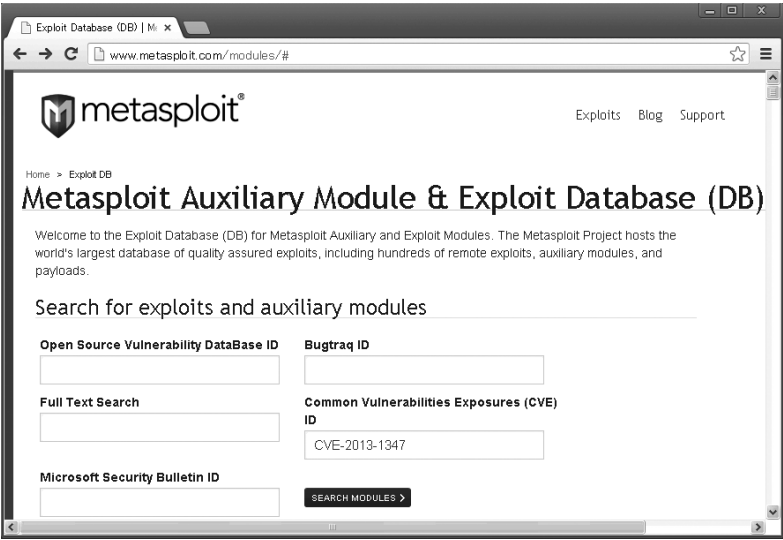 Exploit Database (DB) | M
www.metasploit.com/modules/#
metasploit®
Exploits Blog Support
Home > Exploit DB
Metasploit Auxiliary Module & Exploit Database (DB)
Welcome to the Exploit Database (DB) for Metasploit Auxiliary and Exploit Modules. The Metasploit Project hosts the
world's largest database of quality assured exploits, including hundreds of remote exploits, auxiliary modules, and
payloads.
Search for exploits and auxiliary modules
Open Source Vulnerability DataBase ID
Bugtraq ID
Full Text Search
Common Vulnerabilities Exposures (CVE)
ID
CVE-2013-1347
Microsoft Security Bulletin ID
SEARCH MODULES >